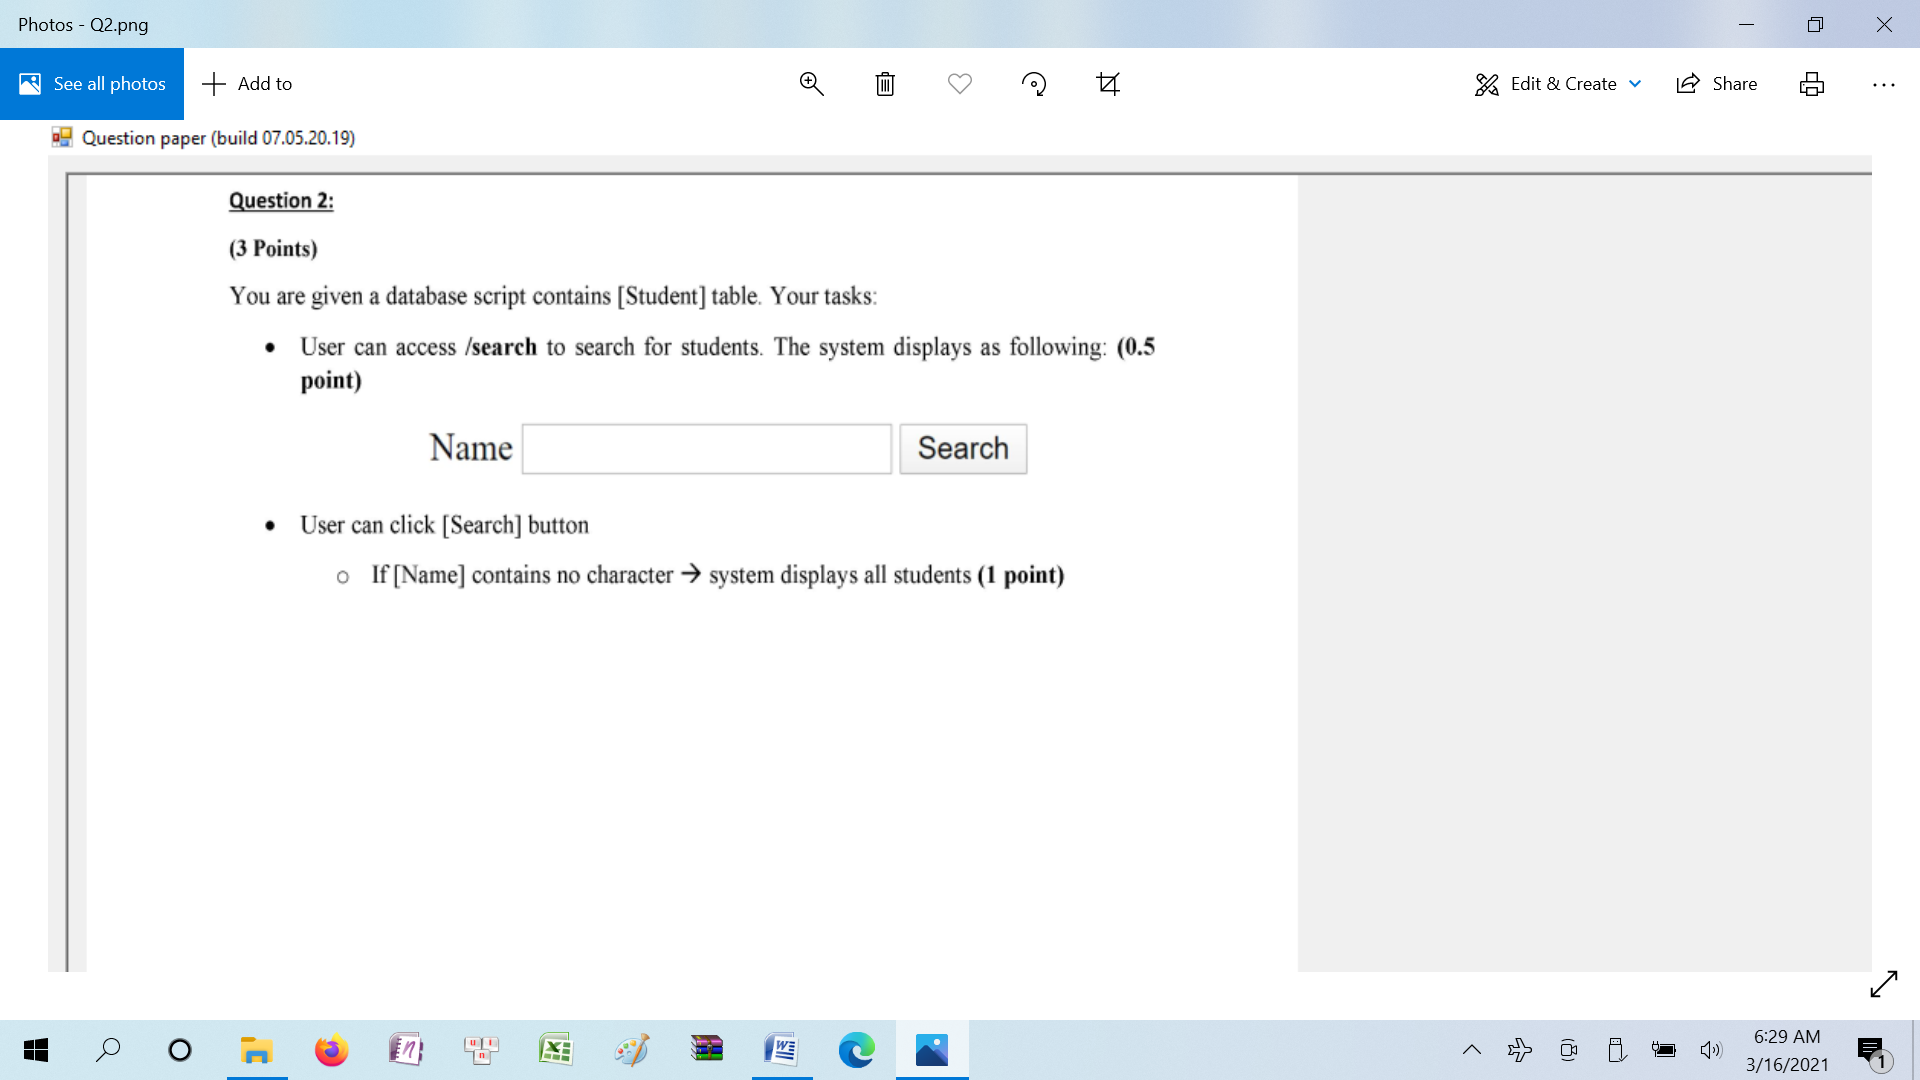 Photos - Q2.png
See all photos
Add to
Edit & Create
Share
Question paper (build 07.05.20.19)
Question 2:
(3 Points)
You are given a database script contains [Student] table. Your tasks:
• User can access /search to search for students. The system displays as following: (0.5
point)
Name
Search
• User can click [Search] button
o If [Name] contains no character → system displays all students (1 point)
6:29 AM
3/16/2021
1